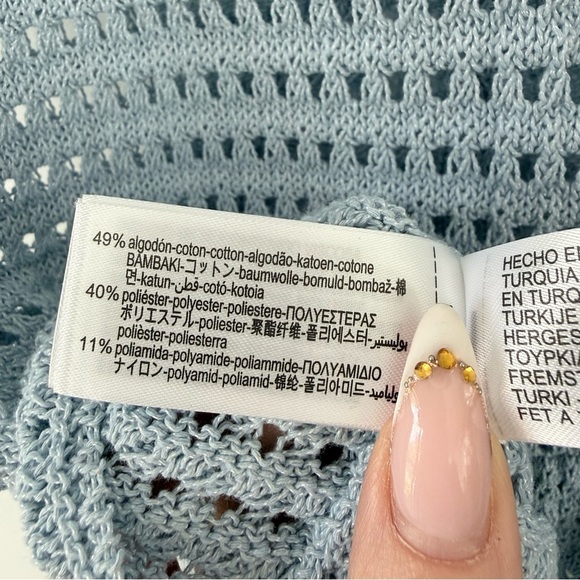 49% algodón-coton-cotton-algodão-katoen-cotone
BAMBAKI-コットン-baumwolle-bomuld-bombaž-棉
면-katun-قطن-cotó-kotoia
40% poliéster-polyester-poliestere-ΠΟΛΥΕΣΤΕΡΑΣ
ポリエステル-poliester-聚酯纤维-폴리에스터-بوليستير
polièster-poliesterra
11% poliamida-polyamide-poliammide-ΠΟΛΥΑΜΙΔΙΟ
ナイロン-polyamid-poliamid-锦纶-폴리아미드-بولياميد
HECHO E
TURQUIA
EN TURQ
TURKIJE
HERGES
TOYPKI
FREMS
TURKI
FET A